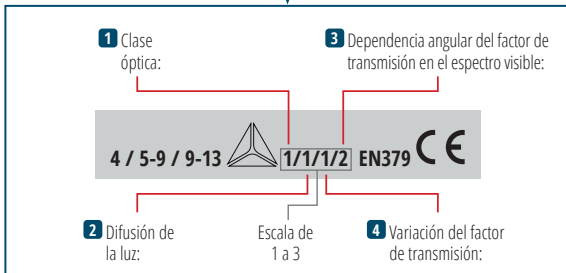 1 Clase
óptica:
3 Dependencia angular del factor de
transmisión en el espectro visible:
4 / 5-9 / 9-13 1/1/1/2 EN379 CE
2 Difusión de
la luz:
Escala de
1 a 3
4 Variación del factor
de transmisión: